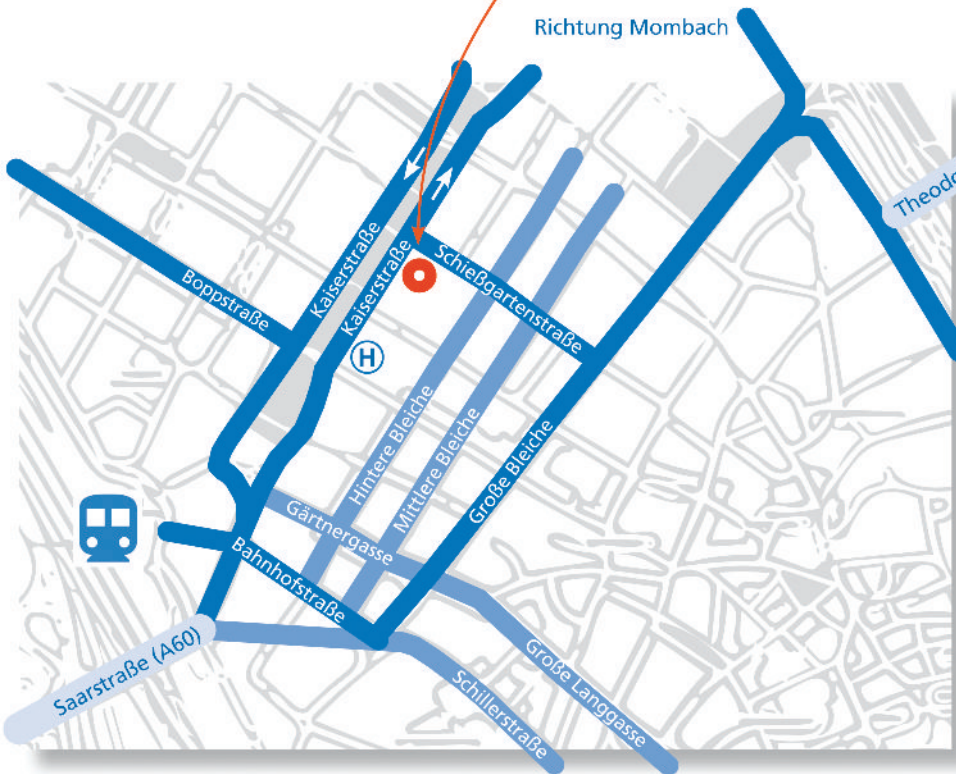 Richtung Mombach
Theodo
Kaiserstraße
Kaiserstraße
Schießgartenstraße
Boppstraße
H
Hintere Bleiche
Mittlere Bleiche
Große Bleiche
Gärtnergasse
Bahnhofstraße
Saarstraße (A60)
Große Langgasse
Schillerstraße